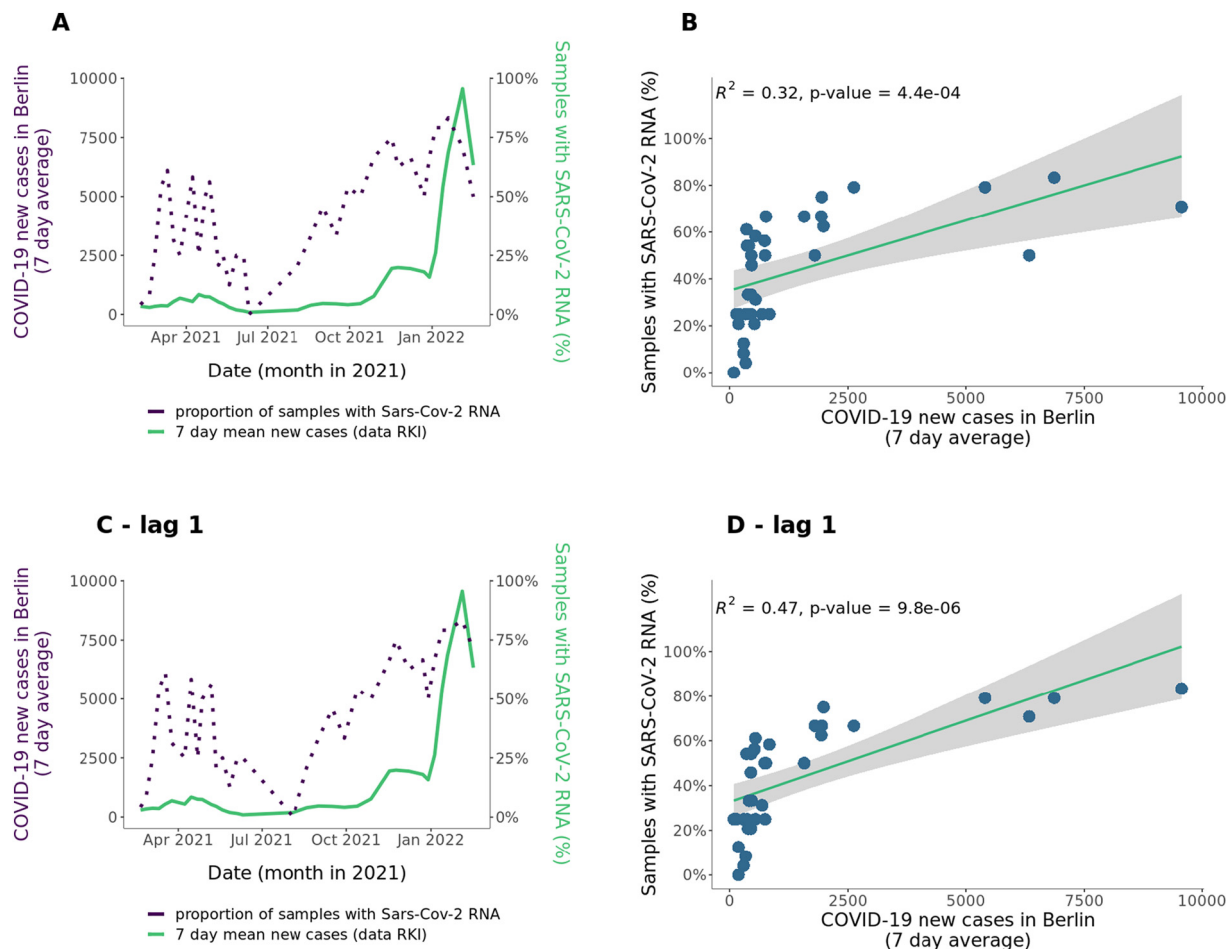 A
COVID-19 new cases in Berlin
(7 day average)
10000
7500
5000
2500
0
100%
75%
50%
25%
0%
Samples with SARS-CoV-2 RNA (%)
Apr 2021
Jul 2021
Oct 2021
Jan 2022
Date (month in 2021)
proportion of samples with Sars-Cov-2 RNA
7 day mean new cases (data RKI)
B
R² = 0.32, p-value = 4.4e-04
Samples with SARS-CoV-2 RNA (%)
100%
80%
60%
40%
20%
0%
0
2500
5000
7500
10000
COVID-19 new cases in Berlin
(7 day average)
C - lag 1
COVID-19 new cases in Berlin
(7 day average)
10000
7500
5000
2500
0
100%
75%
50%
25%
0%
Samples with SARS-CoV-2 RNA (%)
Apr 2021
Jul 2021
Oct 2021
Jan 2022
Date (month in 2021)
proportion of samples with Sars-Cov-2 RNA
7 day mean new cases (data RKI)
D - lag 1
R² = 0.47, p-value = 9.8e-06
Samples with SARS-CoV-2 RNA (%)
100%
80%
60%
40%
20%
0%
0
2500
5000
7500
10000
COVID-19 new cases in Berlin
(7 day average)